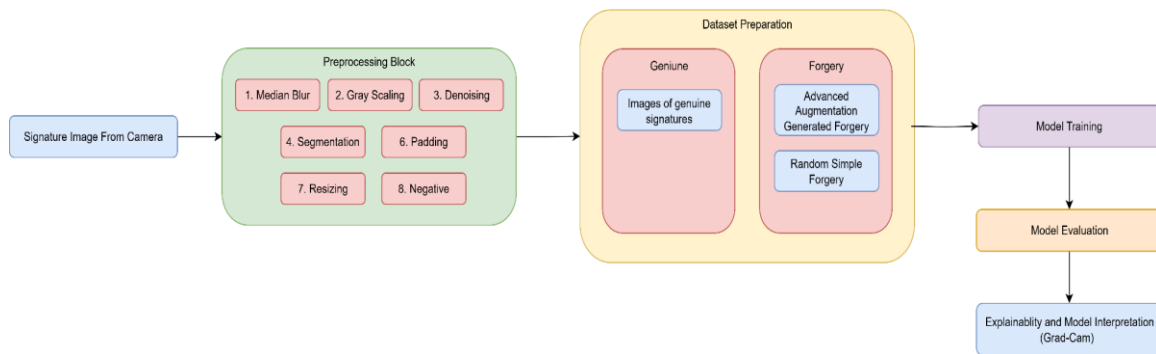 Signature Image From Camera
Preprocessing Block
1. Median Blur
2. Gray Scaling
3. Denoising
4. Segmentation
6. Padding
7. Resizing
8. Negative
Dataset Preparation
Geniune
Images of genuine
signatures
Forgery
Advanced
Augmentation
Generated Forgery
Random Simple
Forgery
Model Training
Model Evaluation
Explainablity and Model Interpretation
(Grad-Cam)